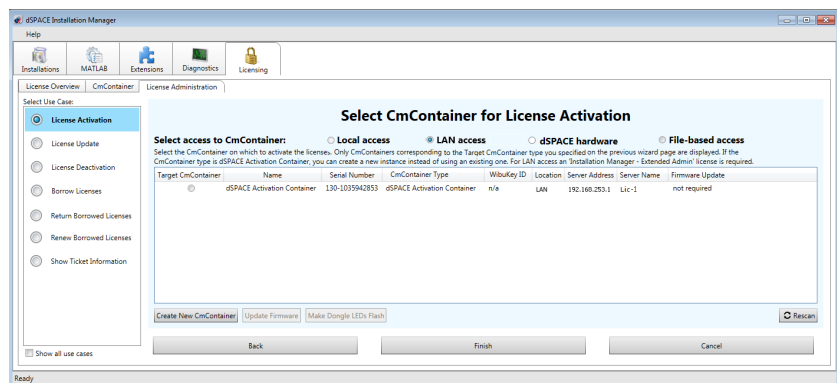 dSPACE Installation Manager
Help
Installations MATLAB Extensions Diagnostics Licensing
License Overview CmContainer License Administration
Select Use Case:
License Activation
License Update
License Deactivation
Borrow Licenses
Return Borrowed Licenses
Renew Borrowed Licenses
Show Ticket Information
Show all use cases
Select CmContainer for License Activation
Select access to CmContainer: Local access LAN access dSPACE hardware File-based access
Select the CmContainer on which to activate the licenses. Only CmContainers corresponding to the Target CmContainer type you specified on the previous wizard page are displayed. If the
CmContainer type is dSPACE Activation Container, you can create a new instance instead of using an existing one. For LAN access an 'Installation Manager - Extended Admin' license is required.
Target CmContainer Name Serial Number CmContainer Type WibuKey ID Location Server Address Server Name Firmware Update
dSPACE Activation Container 130-1035942853 dSPACE Activation Container n/a LAN 192.168.253.1 Lic-1 not required
Create New CmContainer Update Firmware Make Dongle LEDs Flash Rescan
Back Finish Cancel
Ready